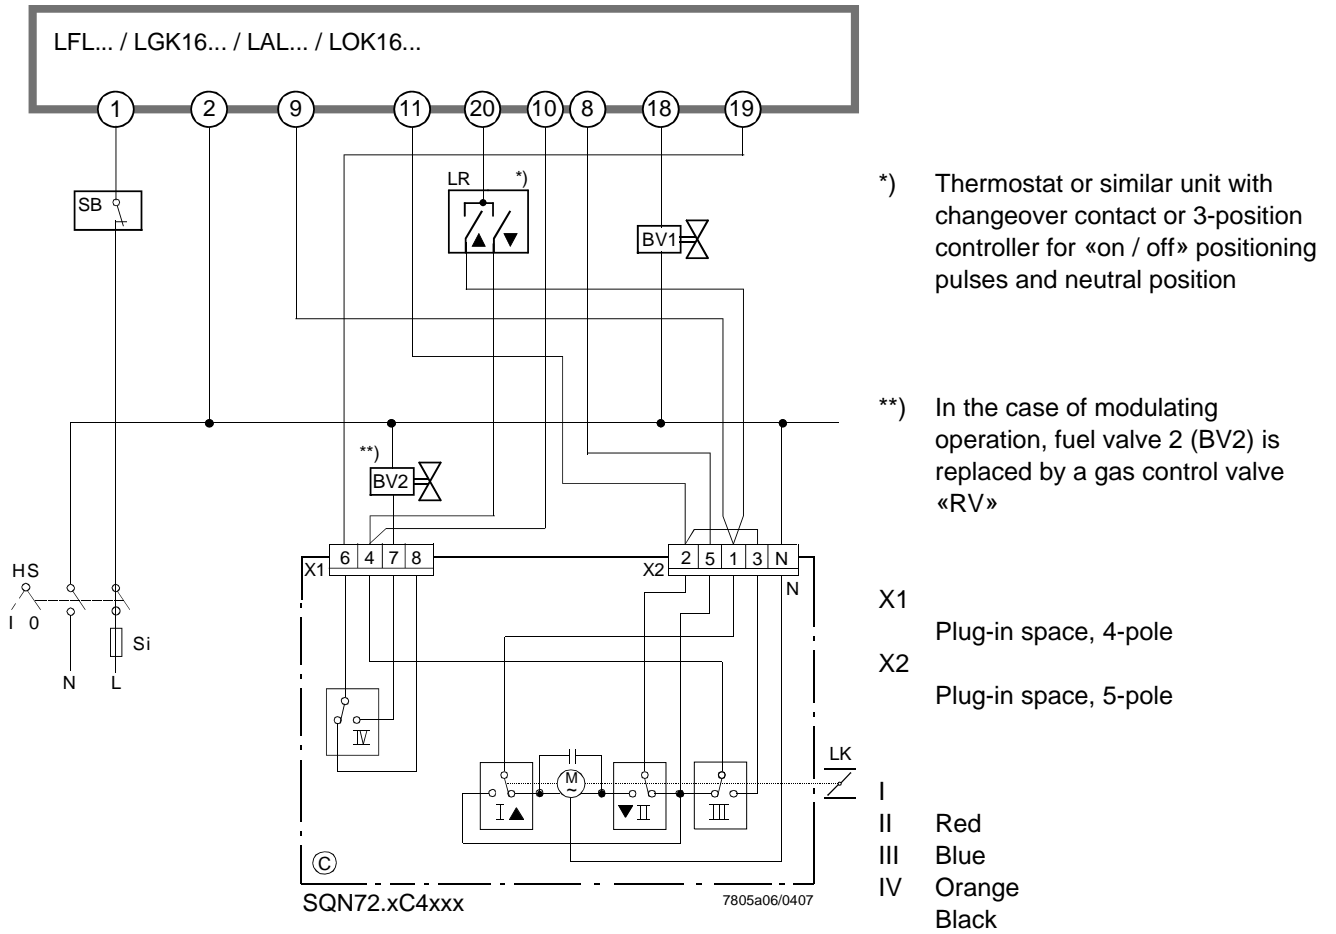 LFL... / LGK16... / LAL... / LOK16...
1 2 9 11 20 10 8 18 19
LR *)
SB
BV1
*) Thermostat or similar unit with
changeover contact or 3-position
controller for «on / off» positioning
pulses and neutral position
**)
BV2
**) In the case of modulating
operation, fuel valve 2 (BV2) is
replaced by a gas control valve
«RV»
X1 6 4 7 8
X2 2 5 1 3 N
N
HS
I 0
Si
N L
X1
Plug-in space, 4-pole
X2
Plug-in space, 5-pole
IV
LK
M
~
I ▲ ▼ II III
I
II Red
III Blue
IV Orange
Black
C
SQN72.xC4xxx
7805a06/0407